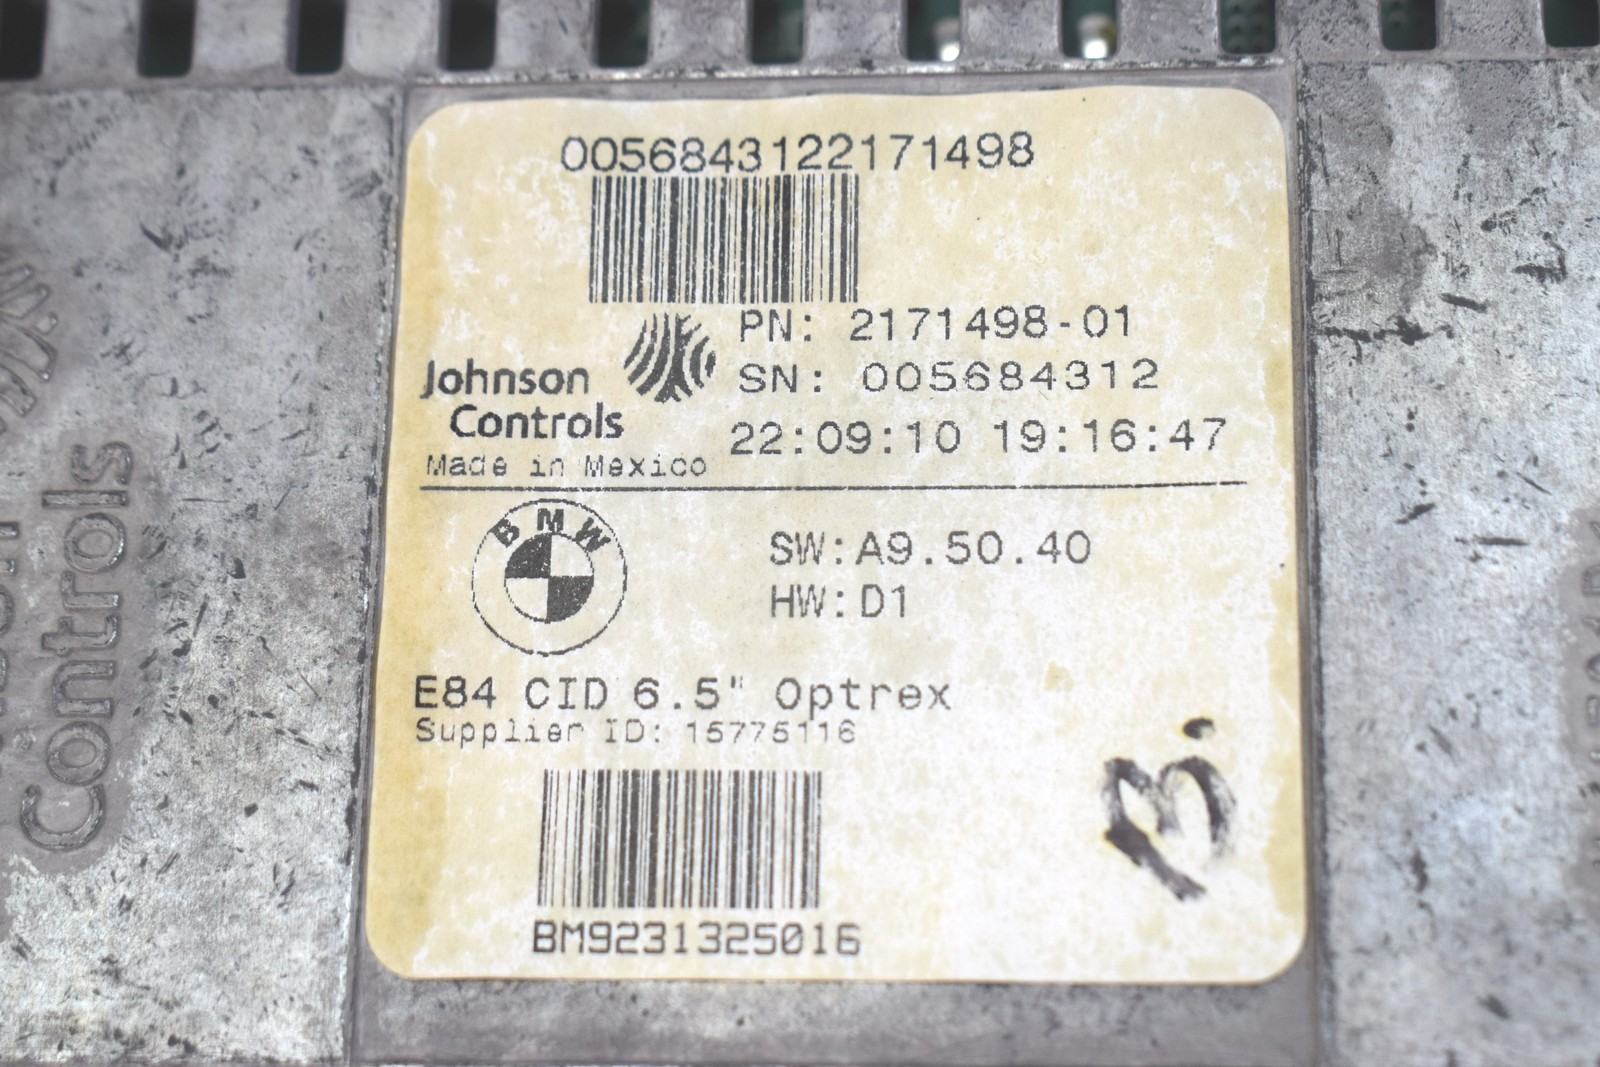 0056843122171498
PN: 2171498-01
Johnson
Controls
SN: 005684312
22:09:10 19:16:47
Made in Mexico
BMW
SW:A9.50.40
HW:D1
E84 CID 6.5" Optrex
Supplier ID: 15775116
BM9231325016
Controls